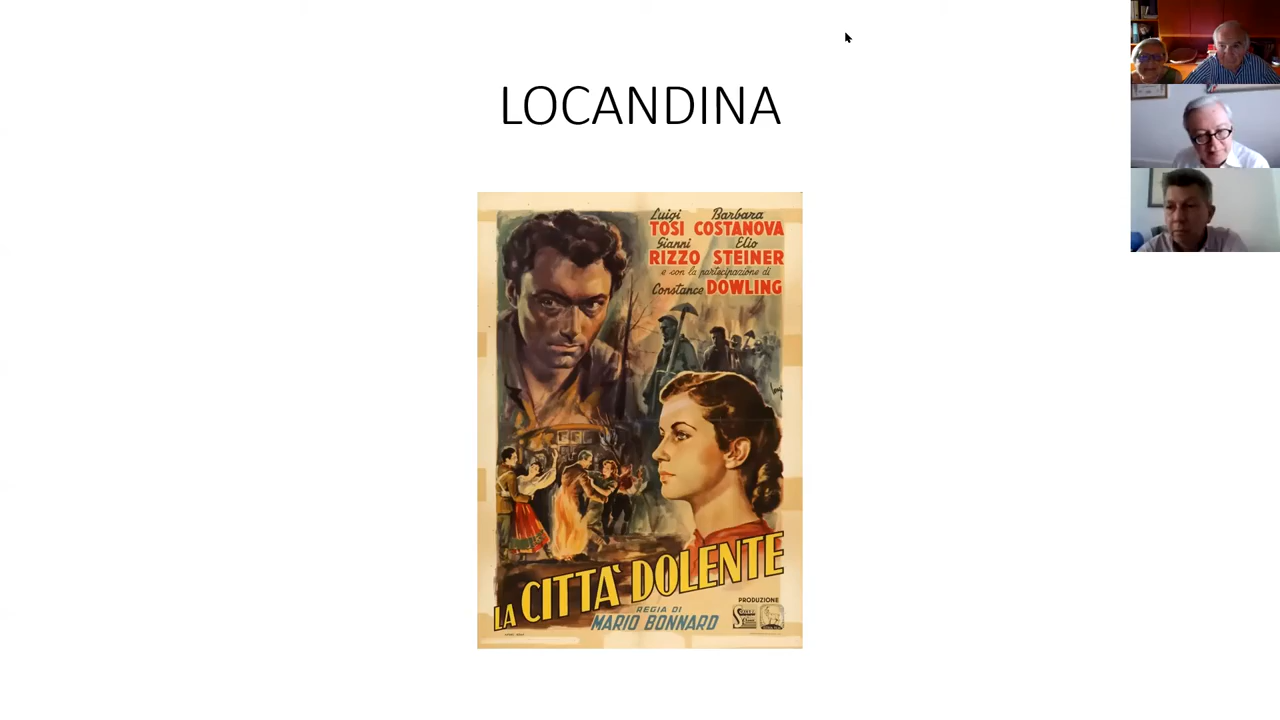 LOCANDINA
Luigi Barbara
TOSI COSTANOVA
Gianni Elio
RIZZO STEINER
e con la partecipazione di
Constance DOWLING
LA CITTA' DOLENTE
REGIA DI
MARIO BONNARD
PRODUZIONE